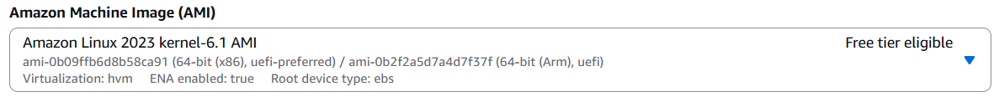 Amazon Machine Image (AMI)
Amazon Linux 2023 kernel-6.1 AMI Free tier eligible
ami-0b09ffb6d8b58ca91 (64-bit (x86), uefi-preferred) / ami-0b2f2a5d7a4d7f37f (64-bit (Arm), uefi)
Virtualization: hvm ENA enabled: true Root device type: ebs